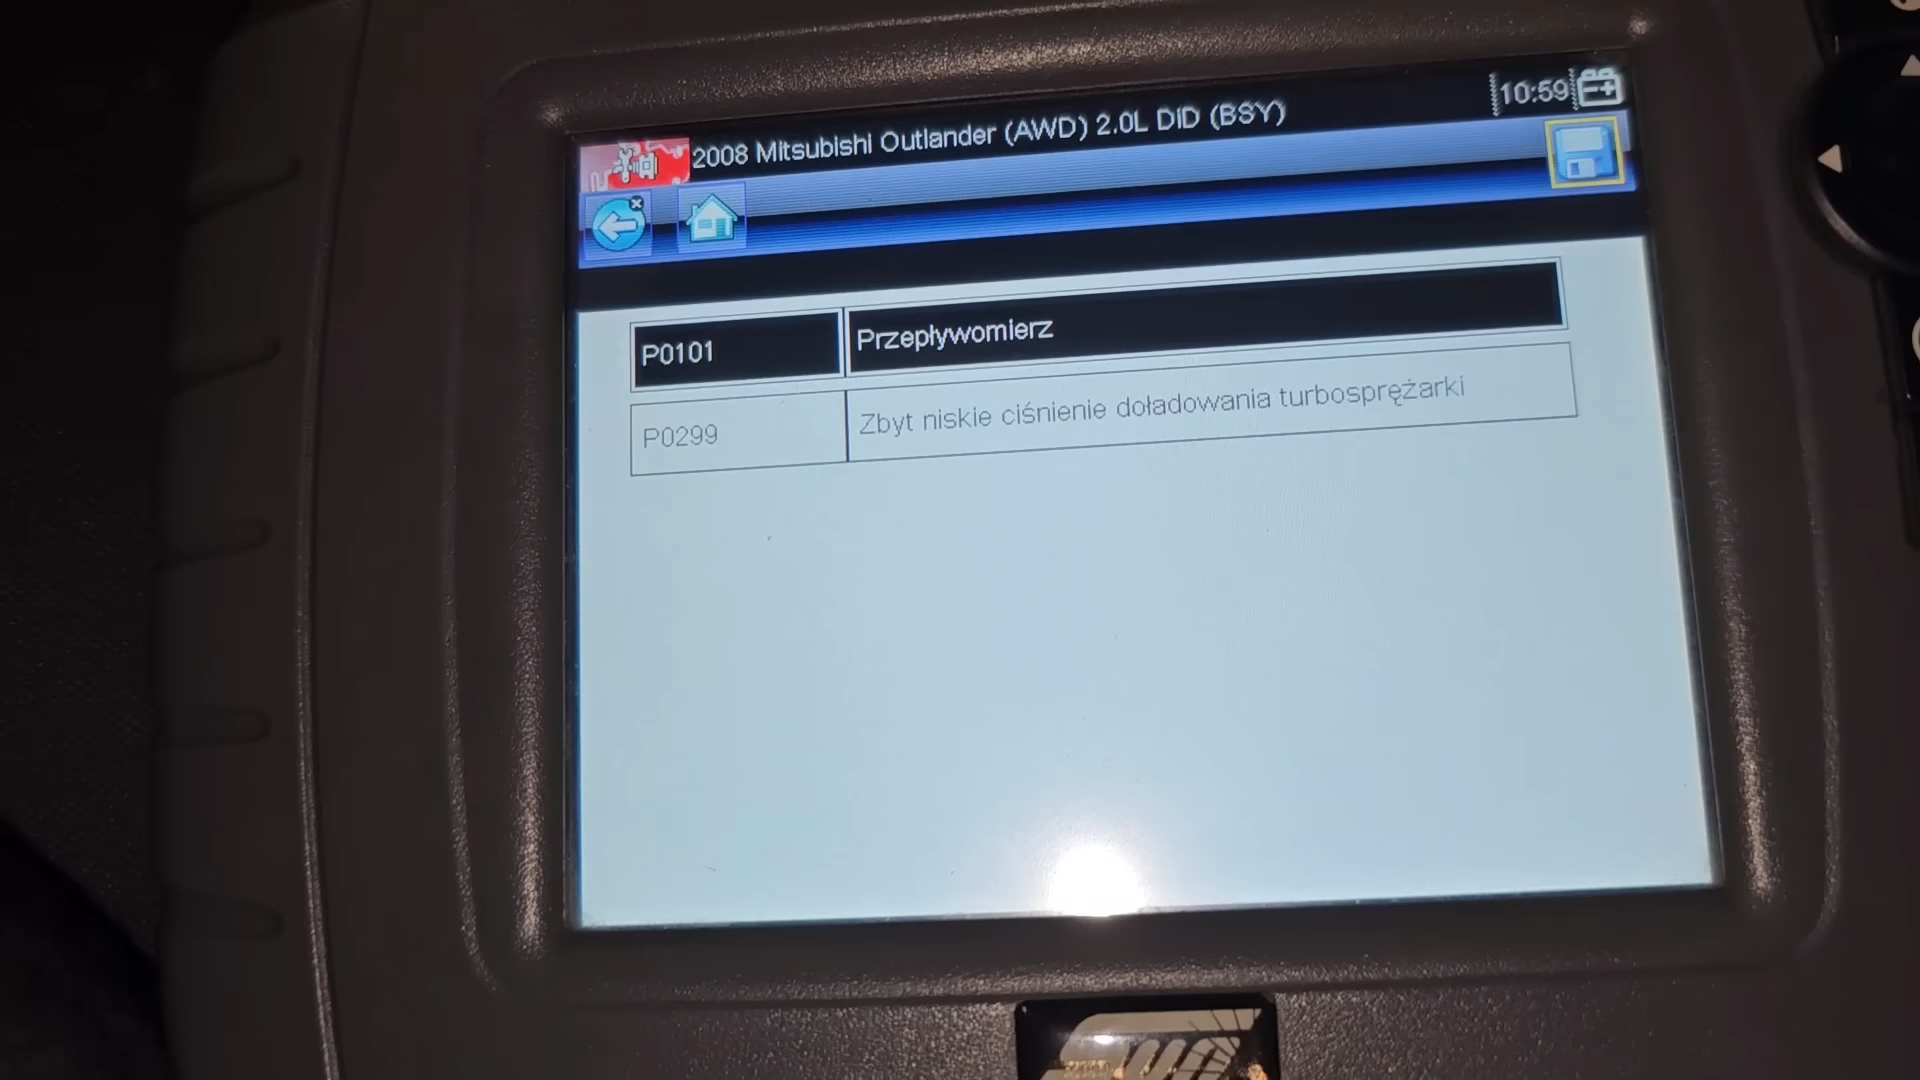 2008 Mitsubishi Outlander (AWD) 2.0L DiD (BSY)
10:59
P0101 Przepływomierz
P0299 Zbyt niskie ciśnienie doładowania turbosprężarki